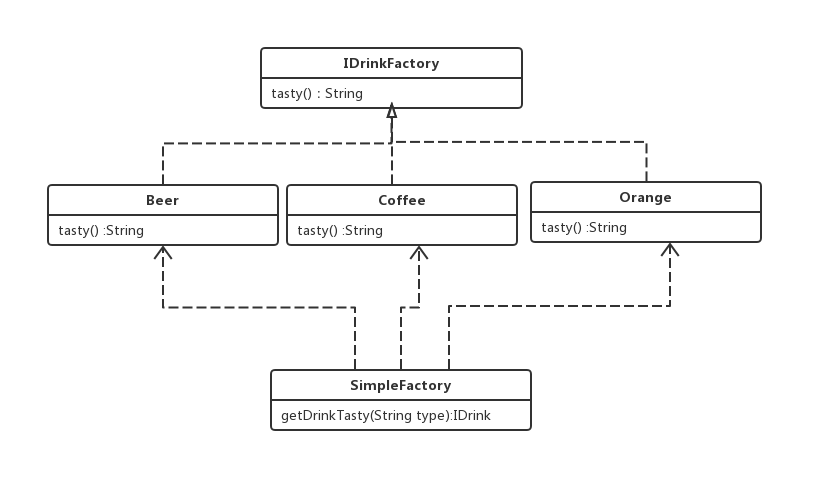 IDrinkFactory
tasty() : String
Beer
tasty() :String
Coffee
tasty() :String
Orange
tasty() :String
SimpleFactory
getDrinkTasty(String type):IDrink